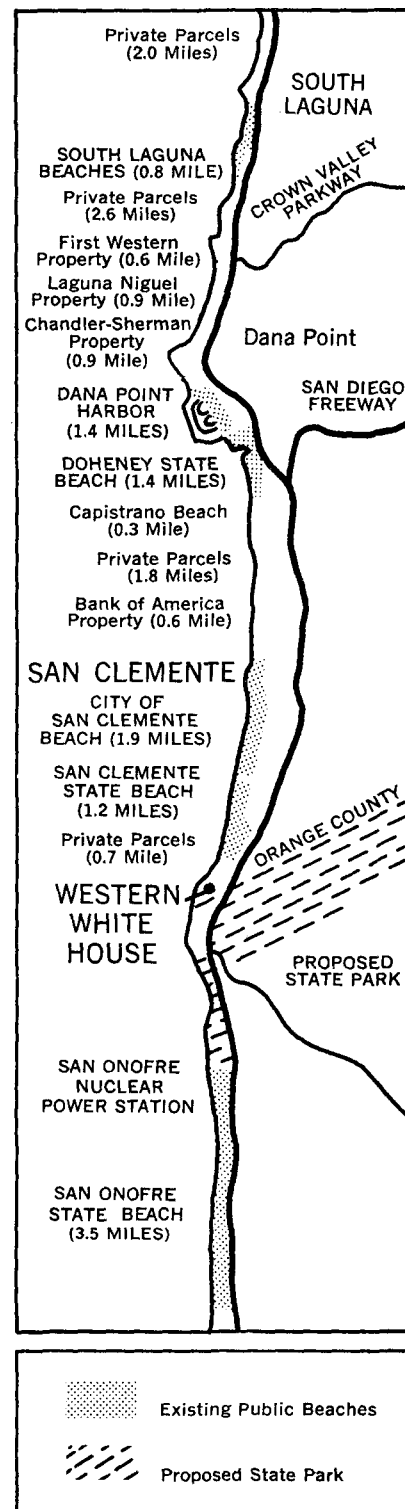 Private Parcels
(2.0 Miles)
SOUTH
LAGUNA
SOUTH LAGUNA
BEACHES (0.8 MILE)
CROWN VALLEY
PARKWAY
Private Parcels
(2.6 Miles)
First Western
Property (0.6 Mile)
Laguna Niguel
Property (0.9 Mile)
Chandler-Sherman
Property
(0.9 Mile)
Dana Point
DANA POINT
HARBOR
(1.4 MILES)
SAN DIEGO
FREEWAY
DOHENEY STATE
BEACH (1.4 MILES)
Capistrano Beach
(0.3 Mile)
Private Parcels
(1.8 Miles)
Bank of America
Property (0.6 Mile)
SAN CLEMENTE
CITY OF
SAN CLEMENTE
BEACH (1.9 MILES)
SAN CLEMENTE
STATE BEACH
(1.2 MILES)
Private Parcels
(0.7 Mile)
ORANGE COUNTY
WESTERN
WHITE
HOUSE
PROPOSED
STATE PARK
SAN ONOFRE
NUCLEAR
POWER STATION
SAN ONOFRE
STATE BEACH
(3.5 MILES)
Existing Public Beaches
Proposed State Park